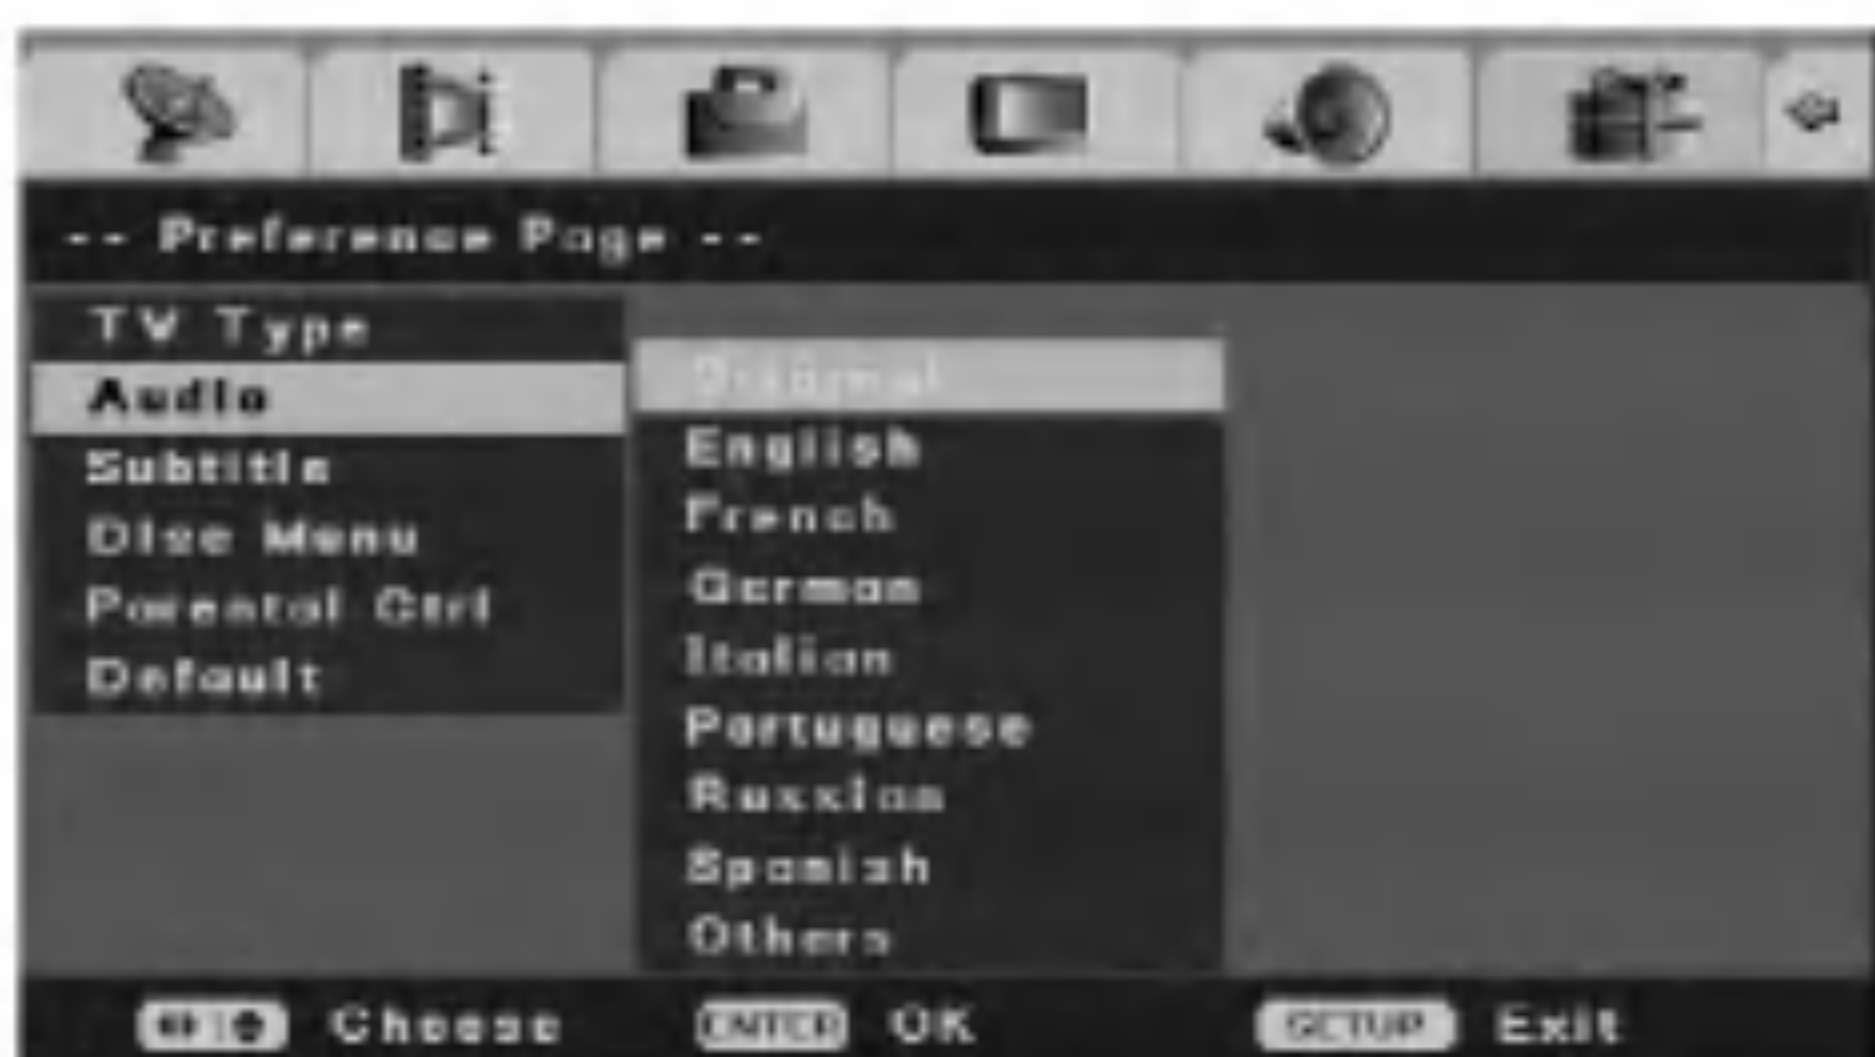 -- Preference Page --
TV Type
Audio
Subtitle
Disc Menu
Parental Ctrl
Default
Original
English
French
German
Italian
Portuguese
Russian
Spanish
Others
Choose
ENTER OK
SETUP Exit